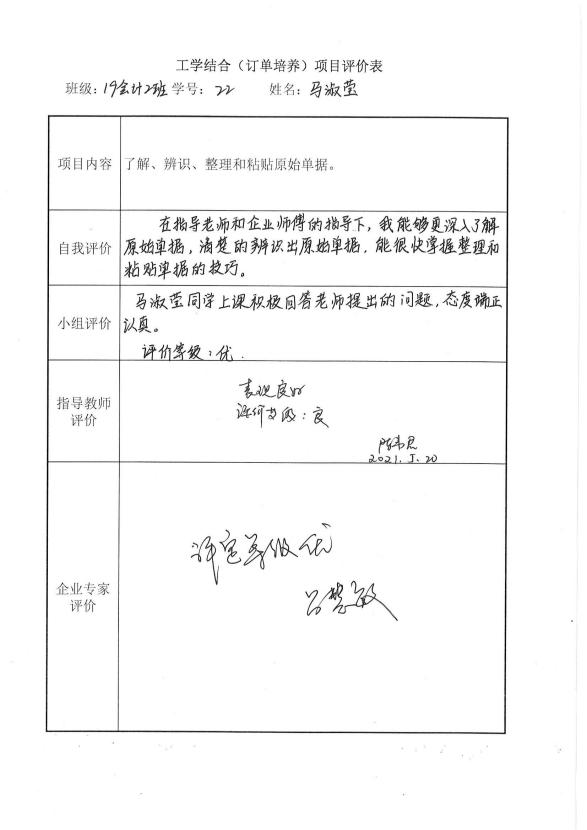 工学结合（订单培养）项目评价表
班级：19会计2班 学号：22 姓名：马淑莹
项目内容
了解、辨识、整理和粘贴原始单据。
自我评价
在指导老师和企业师傅的指导下，我能够更深入了解
原始单据，清楚的辨识出原始单据，能很快掌握整理和
粘贴单据的技巧。
小组评价
马淑莹同学上课积极回答老师提出的问题，态度端正
认真。
评价等级：优.
指导教师
评价
表现良好
评价等级：良
2021.5.20
企业专家
评价
评定等级优